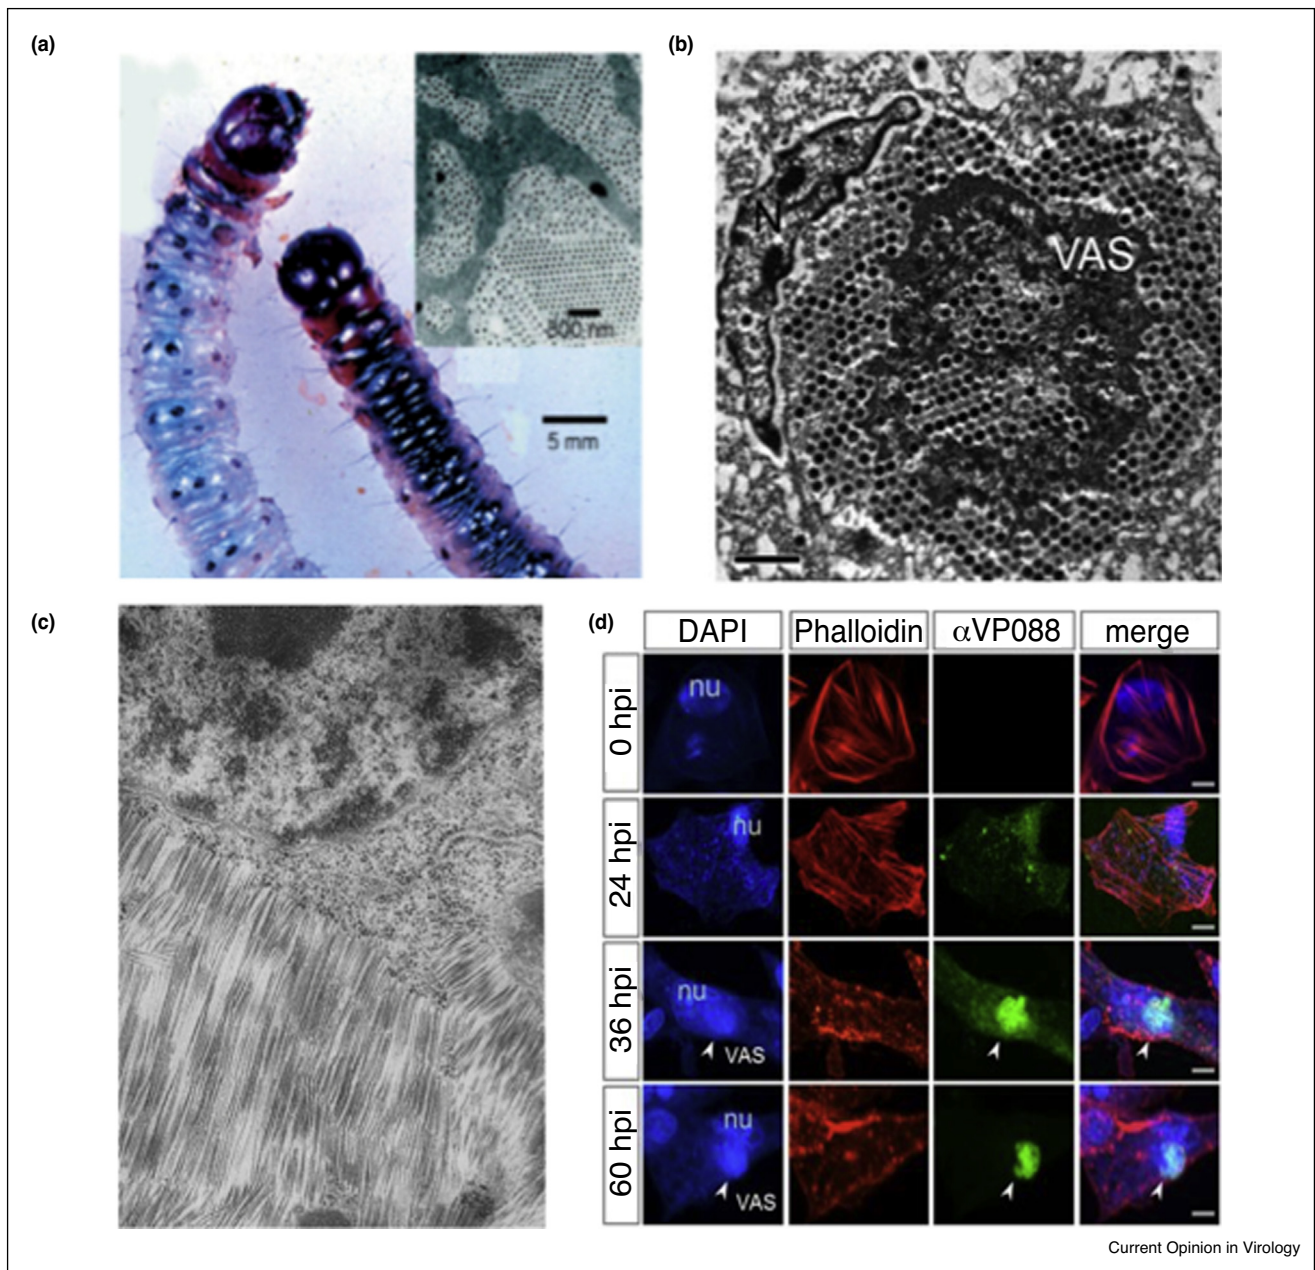 (a)
800 nm
5 mm
(b)
N
VAS
(c)
(d)
DAPI Phalloidin αVP088 merge
0 hpi
nu
24 hpi
nu
36 hpi
nu
VAS
60 hpi
nu
VAS
Current Opinion in Virology